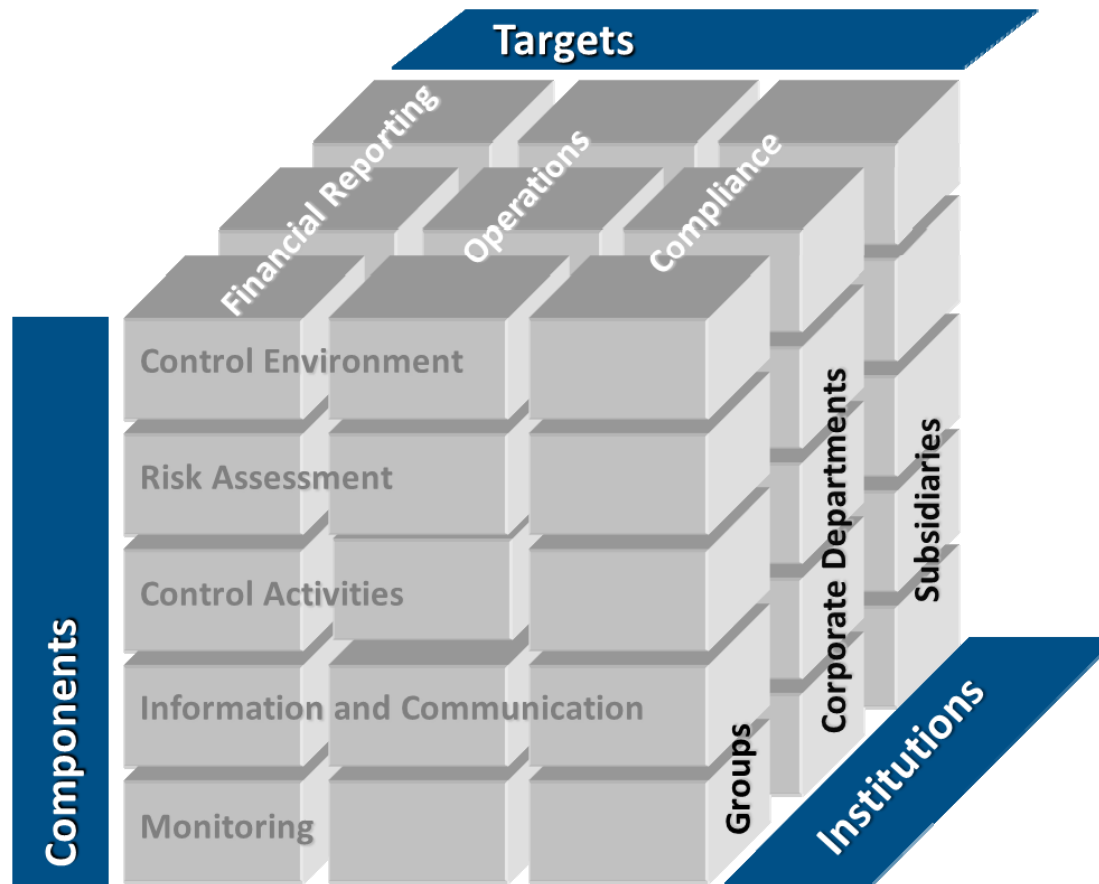 Targets
Financial Reporting
Operations
Compliance
Components
Control Environment
Risk Assessment
Control Activities
Information and Communication
Monitoring
Groups
Corporate Departments
Subsidiaries
Institutions